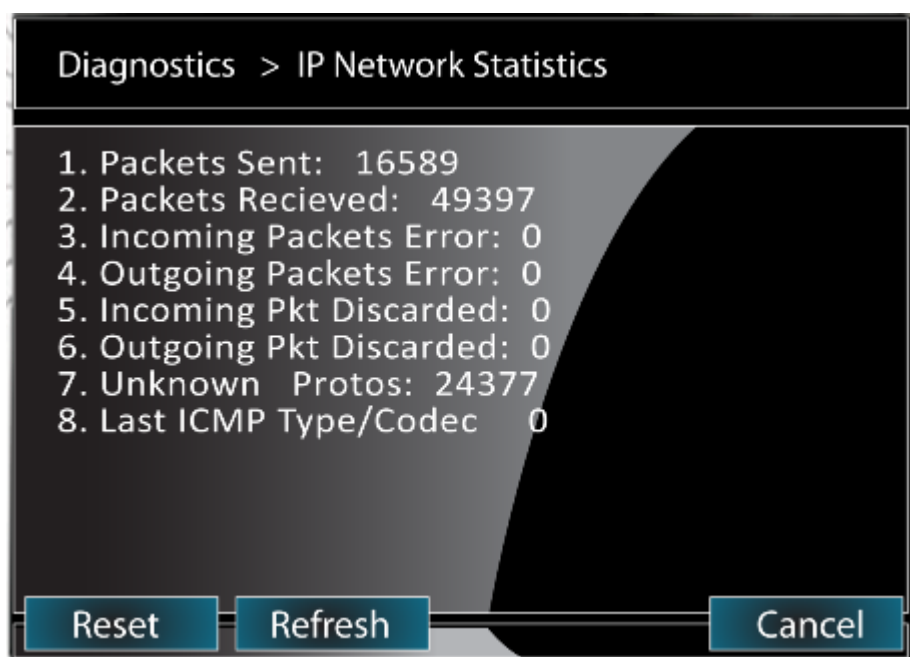 Diagnostics > IP Network Statistics
1. Packets Sent: 16589
2. Packets Recieved: 49397
3. Incoming Packets Error: 0
4. Outgoing Packets Error: 0
5. Incoming Pkt Discarded: 0
6. Outgoing Pkt Discarded: 0
7. Unknown Protos: 24377
8. Last ICMP Type/Codec 0
Reset Refresh Cancel